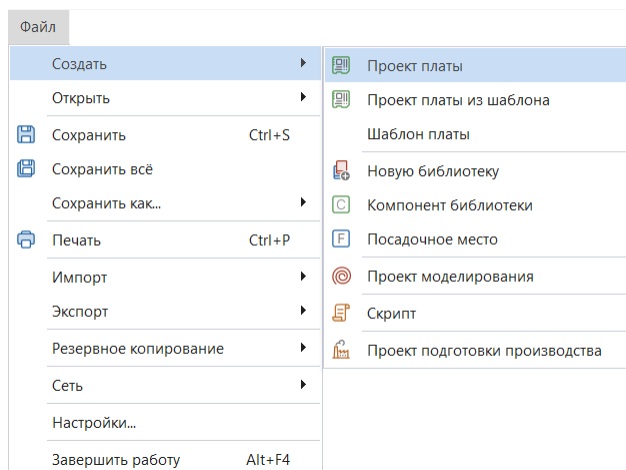 Файл
Создать
Открыть
Сохранить Ctrl+S
Сохранить всё
Сохранить как...
Печать Ctrl+P
Импорт
Экспорт
Резервное копирование
Сеть
Настройки...
Завершить работу Alt+F4
Проект платы
Проект платы из шаблона
Шаблон платы
Новую библиотеку
C Компонент библиотеки
F Посадочное место
Проект моделирования
Скрипт
Проект подготовки производства